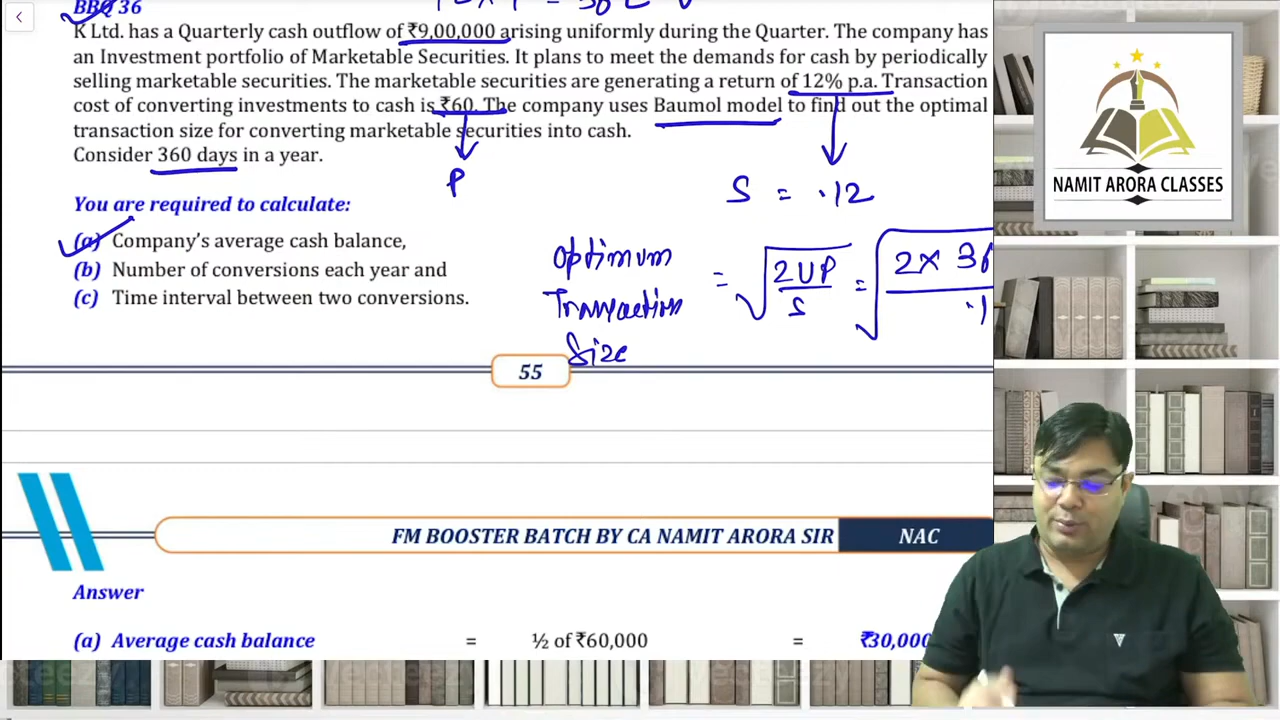 BBQ 36
K Ltd. has a Quarterly cash outflow of ₹9,00,000 arising uniformly during the Quarter. The company has
an Investment portfolio of Marketable Securities. It plans to meet the demands for cash by periodically
selling marketable securities. The marketable securities are generating a return of 12% p.a. Transaction
cost of converting investments to cash is ₹60. The company uses Baumol model to find out the optimal
transaction size for converting marketable securities into cash.
Consider 360 days in a year.
P
S = .12
You are required to calculate:
(a) Company's average cash balance,
(b) Number of conversions each year and
(c) Time interval between two conversions.
Optimum
Transaction
Size
= √2UP/S = √2 × 36
.1
55
FM BOOSTER BATCH BY CA NAMIT ARORA SIR NAC
Answer
(a) Average cash balance = ½ of ₹60,000 = ₹30,000
NAMIT ARORA CLASSES